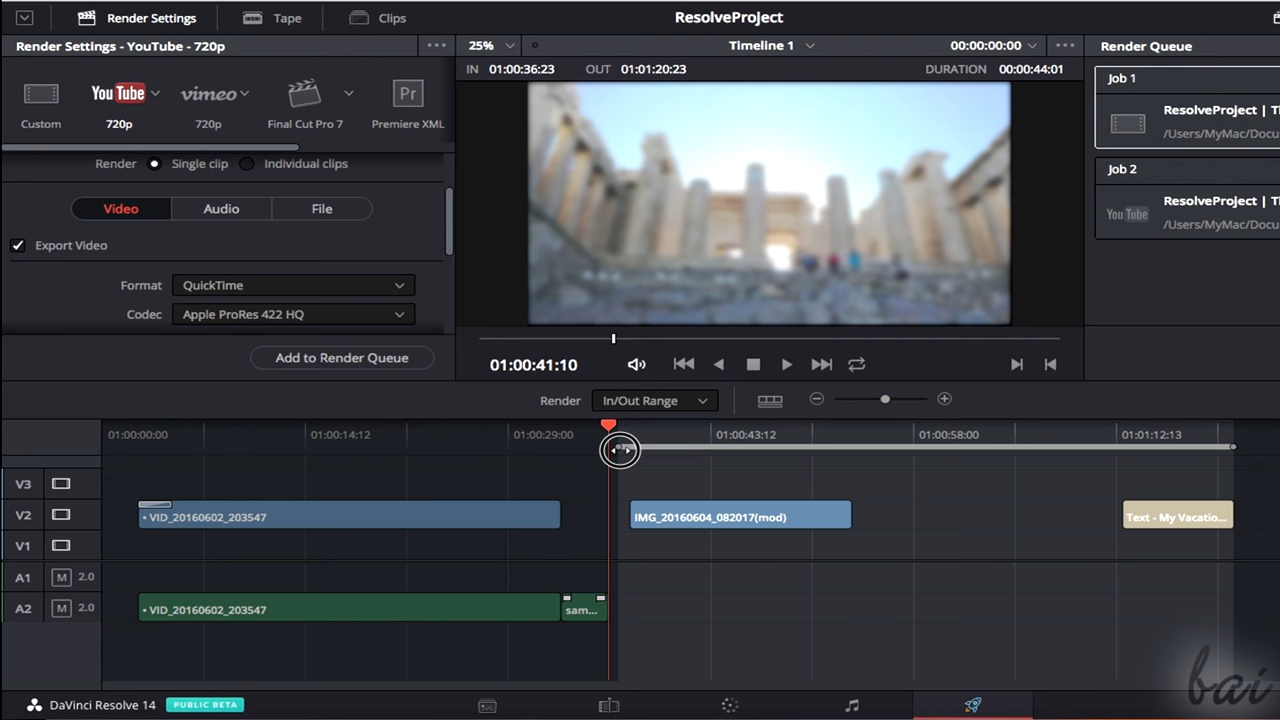 Render Settings
Tape
Clips
ResolveProject
Render Settings - YouTube - 720p
25%
Timeline 1
00:00:00:00
Render Queue
IN 01:00:36:23 OUT 01:01:20:23
DURATION 00:00:44:01
Job 1
YouTube
vimeo
Pr
Custom
720p
720p
Final Cut Pro 7
Premiere XML
ResolveProject | Ti
/Users/MyMac/Docu
Render Single clip Individual clips
Job 2
Video Audio File
ResolveProject | Ti
YouTube
/Users/MyMac/Docu
Export Video
Format QuickTime
Codec Apple ProRes 422 HQ
Add to Render Queue
01:00:41:10
Render In/Out Range
01:00:00:00
01:00:14:12
01:00:29:00
01:00:43:12
01:00:58:00
01:01:12:13
V3
V2
VID_20160602_203547
IMG_20160604_082017(mod)
Text - My Vacatio...
V1
A1 M 2.0
A2 M 2.0
VID_20160602_203547
sam...
DaVinci Resolve 14 PUBLIC BETA
bai